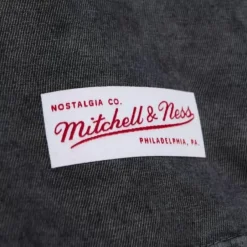 NOSTALGIA CO.
Mitchell & Ness
PHILADELPHIA, PA.